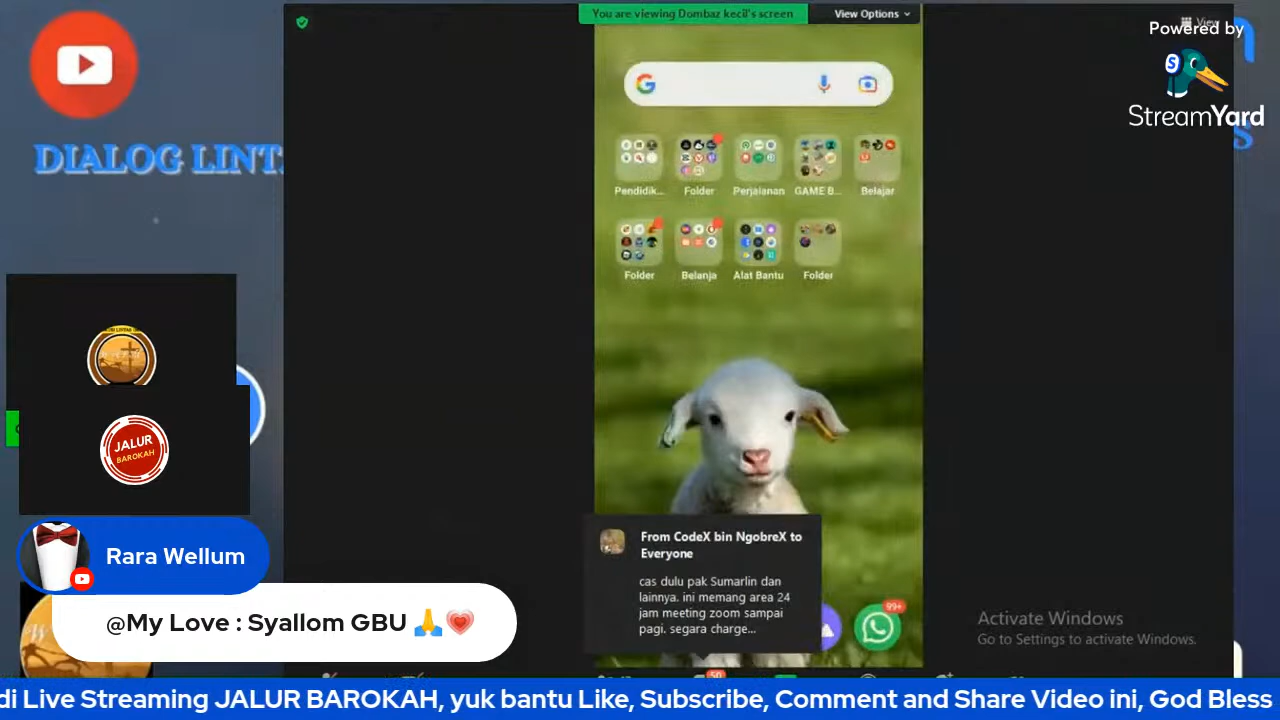 You are viewing Dombaz kecil's screen
View Options
View
Powered by
StreamYard
DIALOG LINT
Pendidik...
Folder
Perjalanan
GAME B...
Belajar
Folder
Belanja
Alat Bantu
Folder
JALUR
BAROKAH
From CodeX bin NgobreX to
Everyone
cas dulu pak Sumarlin dan
lainnya. ini memang area 24
jam meeting zoom sampai
pagi. segara charge...
99+
Rara Wellum
@My Love : Syallom GBU 🙏💗
Activate Windows
Go to Settings to activate Windows.
50
di Live Streaming JALUR BAROKAH, yuk bantu Like, Subscribe, Comment and Share Video ini, God Bless